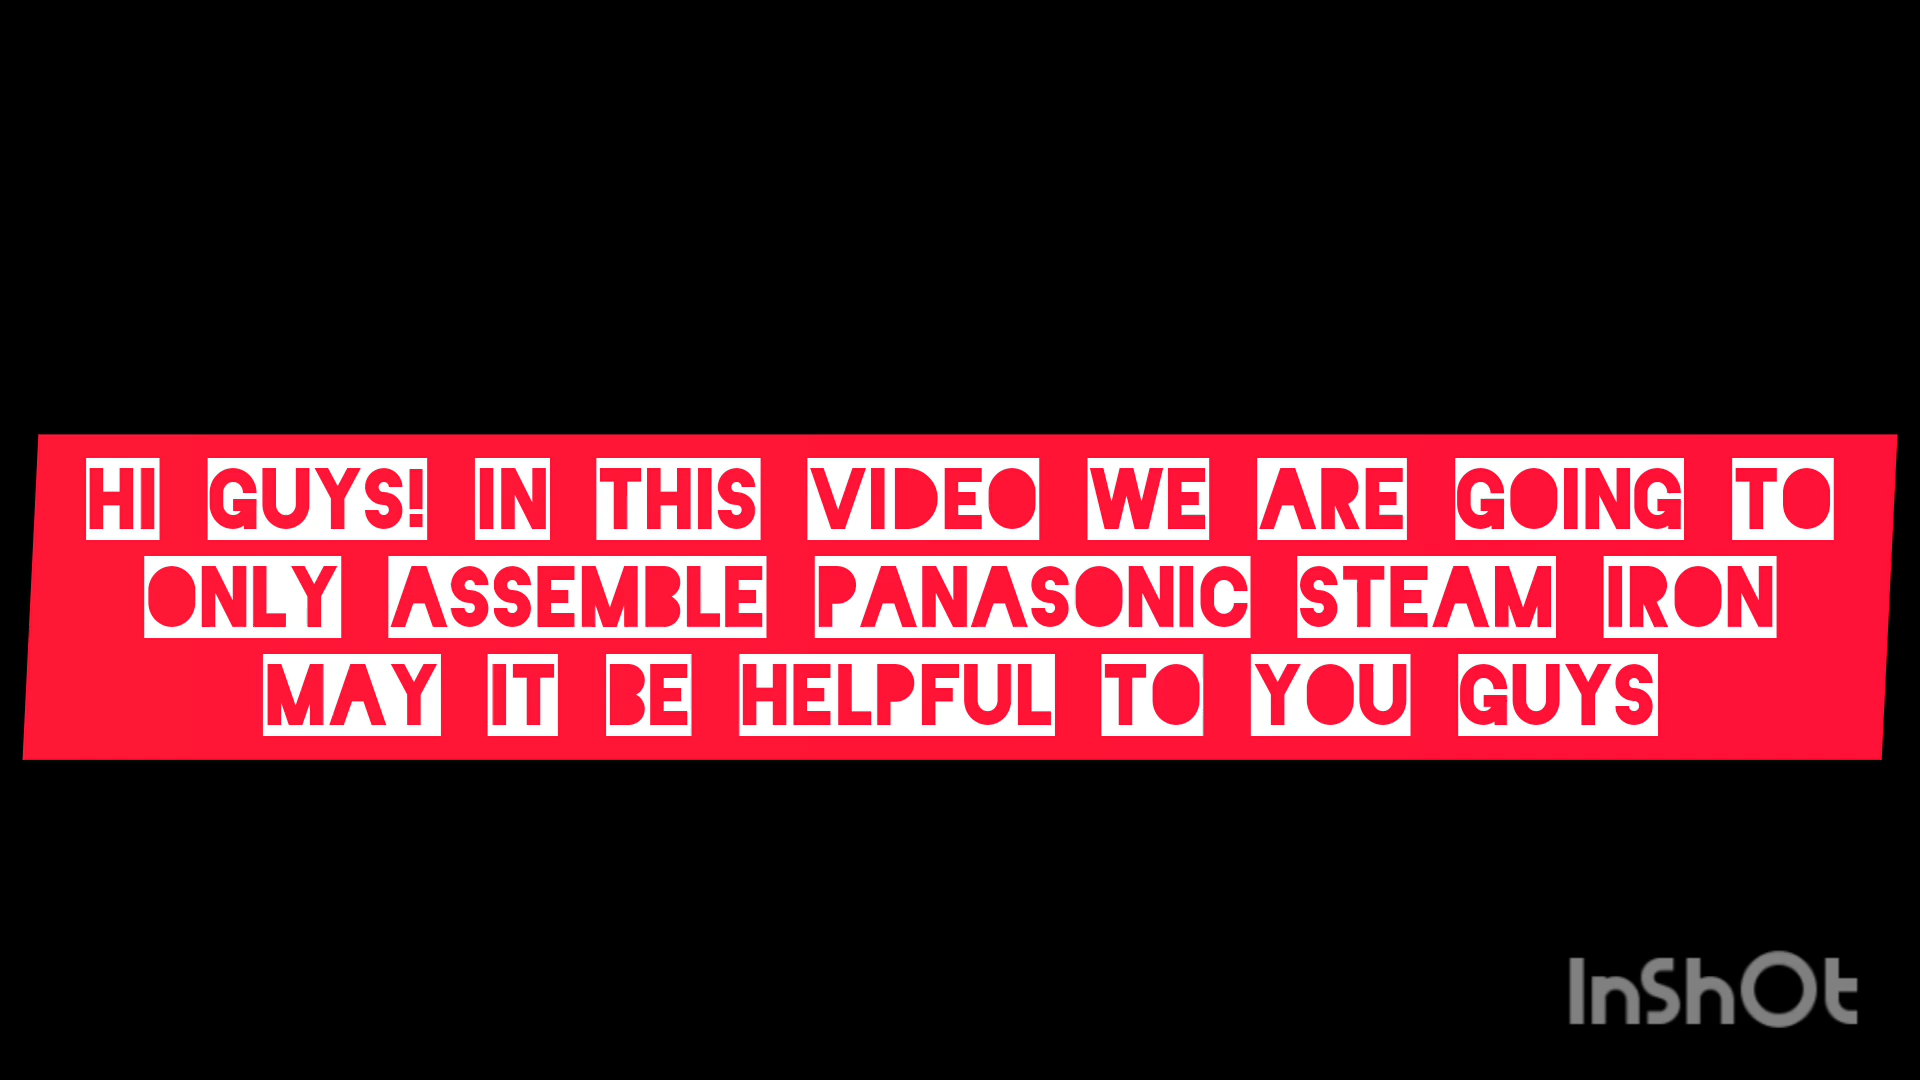 HI GUYS! IN THIS VIDEO WE ARE GOING TO
ONLY ASSEMBLE PANASONIC STEAM IRON
MAY IT BE HELPFUL TO YOU GUYS
InShOt